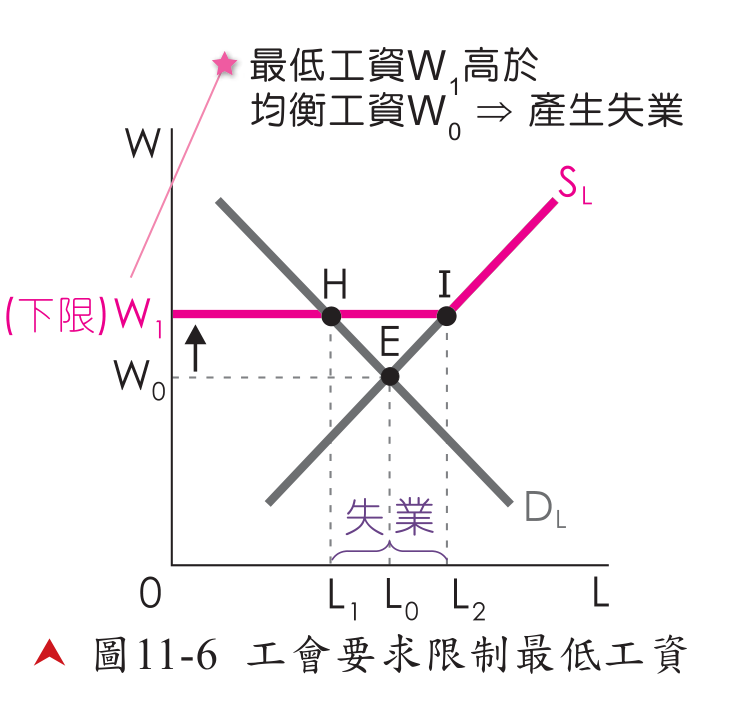 ★ 最低工資W₁高於
均衡工資W₀ ⇒ 產生失業
W
S_L
H
I
(下限)W₁
E
W₀
失業
D_L
0
L₁
L₀
L₂
L
圖11-6 工會要求限制最低工資